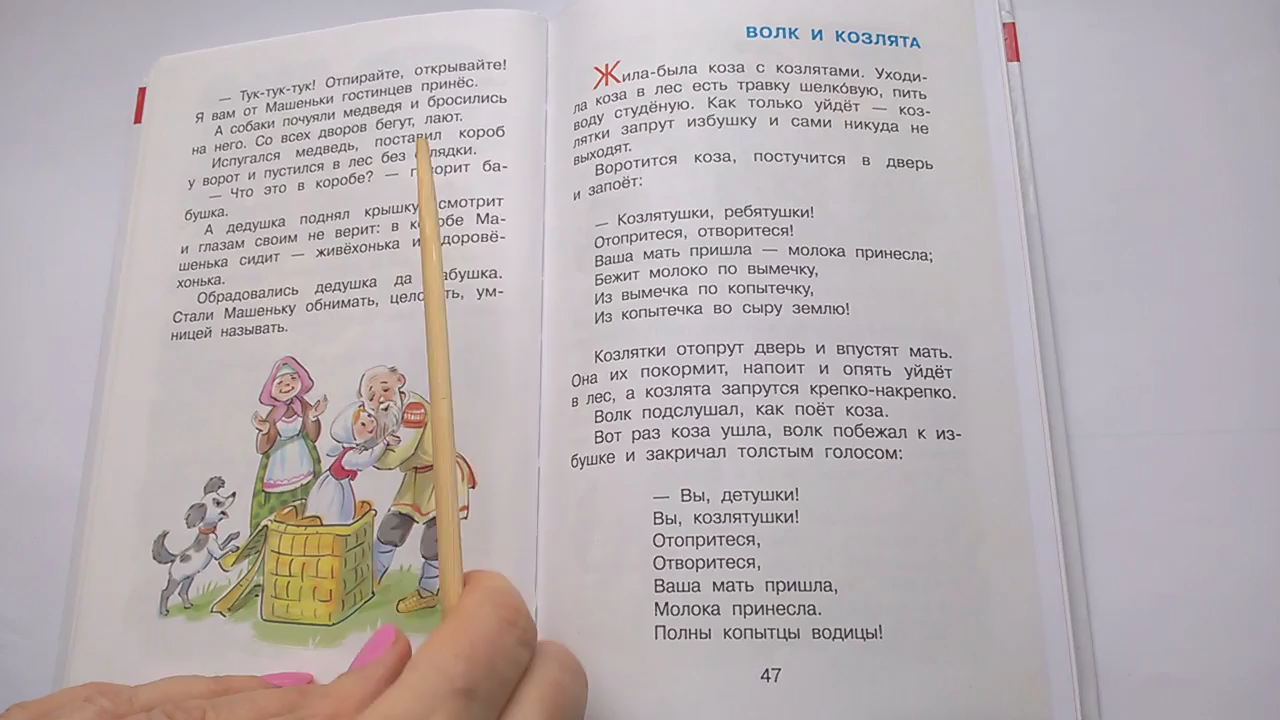 — Тук-тук-тук! Отпирайте, открывайте!
Я вам от Машеньки гостинцев принёс.
А собаки почуяли медведя и бросились
на него. Со всех дворов бегут, лают.
Испугался медведь, поставил короб
у ворот и пустился в лес без
— Что это в коробе? — говорит ба-
бушка.
А дедушка поднял крышку смотрит
и глазам своим не верит: в коробе Ма-
шенька сидит — живёхонька и здоровё-
хонька.
Обрадовались дедушка да бабушка.
Стали Машеньку обнимать, целовать, ум-
ницей называть.
ВОЛК И КОЗЛЯТА
Жила-была коза с козлятами. Уходи-
ла коза в лес есть травку шелко́вую, пить
воду студёную. Как только уйдёт — коз-
лятки запрут избушку и сами никуда не
выходят.
Воротится коза, постучится в дверь
и запоёт:
— Козлятушки, ребятушки!
Отопритеся, отворитеся!
Ваша мать пришла — молока принесла;
Бежит молоко по вымечку,
Из вымечка по копытечку,
Из копытечка во сыру землю!
Козлятки отопрут дверь и впустят мать.
Она их покормит, напоит и опять уйдёт
в лес, а козлята запрутся крепко-накрепко.
Волк подслушал, как поёт коза.
Вот раз коза ушла, волк побежал к из-
бушке и закричал толстым голосом:
— Вы, детушки!
Вы, козлятушки!
Отопритеся,
Отворитеся,
Ваша мать пришла,
Молока принесла.
Полны копытцы водицы!
47